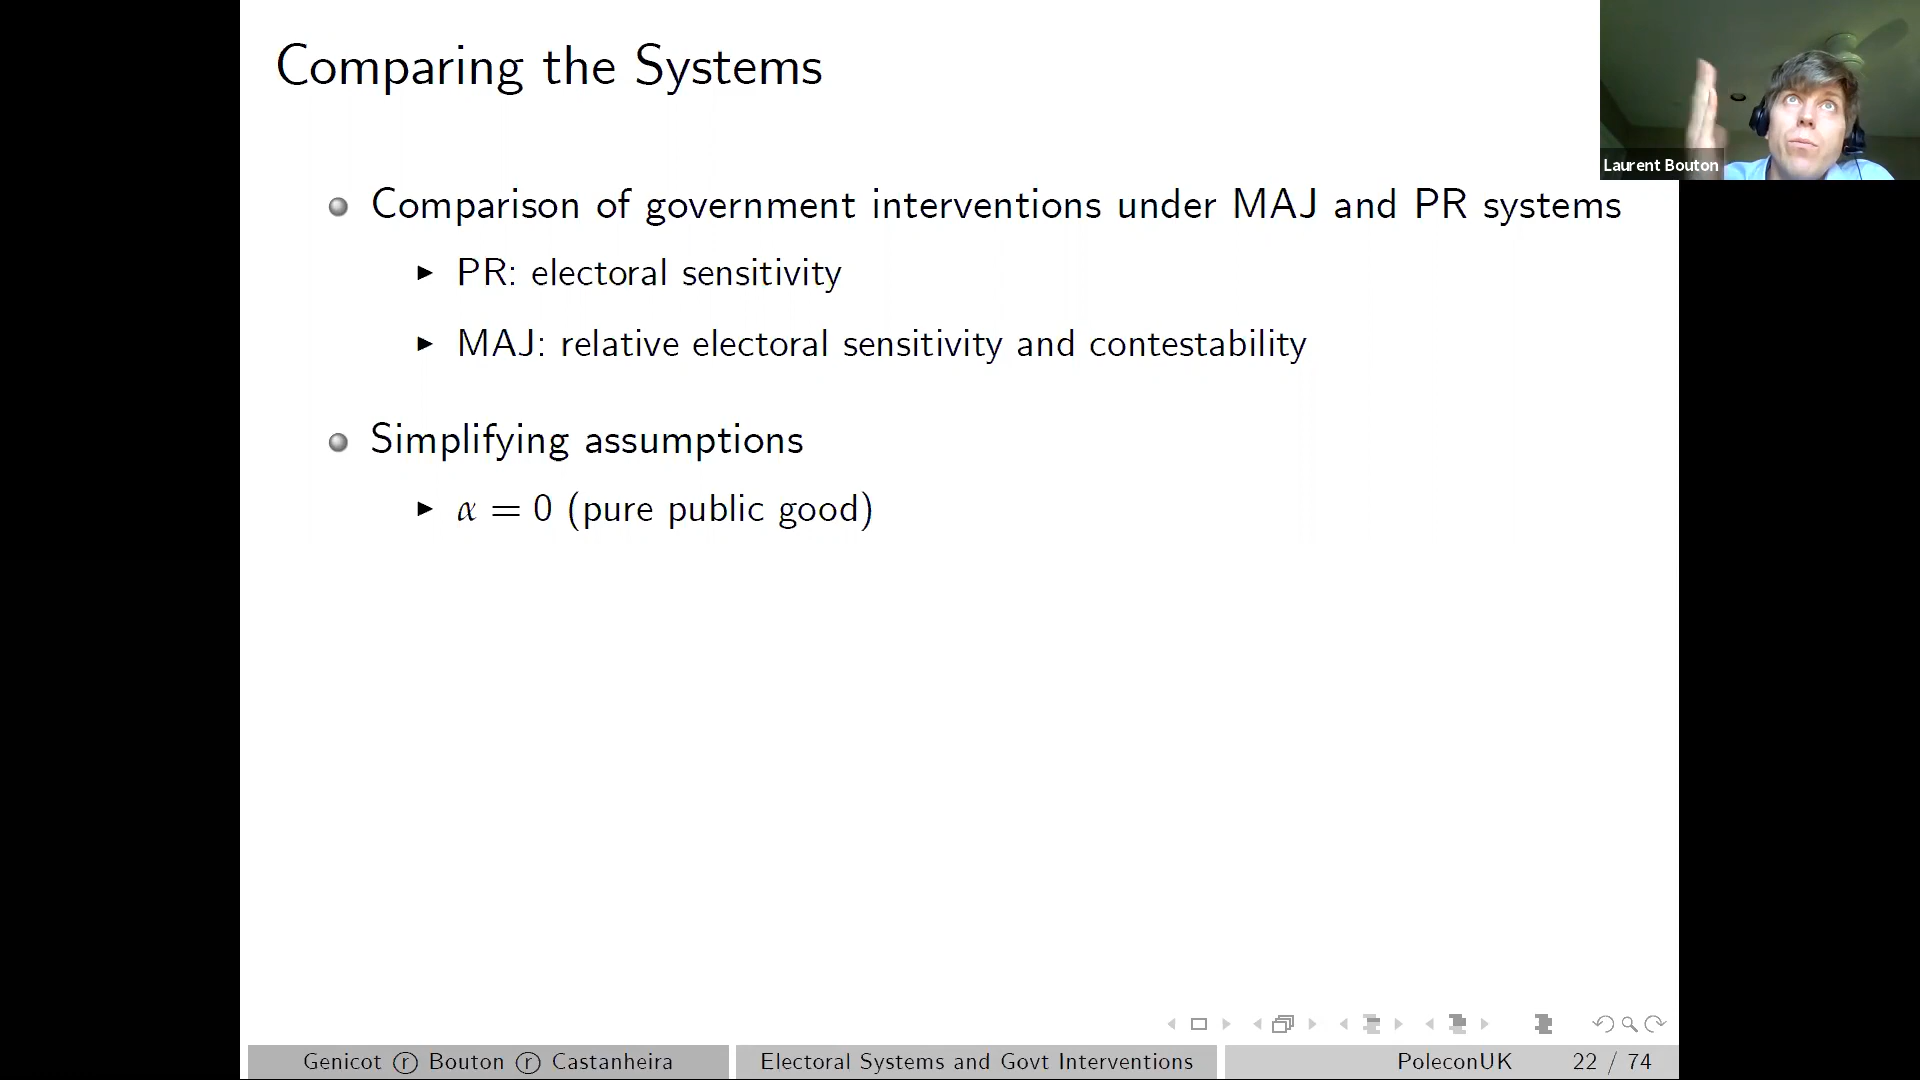 Comparing the Systems
Laurent Bouton
Comparison of government interventions under MAJ and PR systems
PR: electoral sensitivity
MAJ: relative electoral sensitivity and contestability
Simplifying assumptions
α = 0 (pure public good)
Genicot ⓡ Bouton ⓡ Castanheira
Electoral Systems and Govt Interventions
PoleconUK
22 / 74